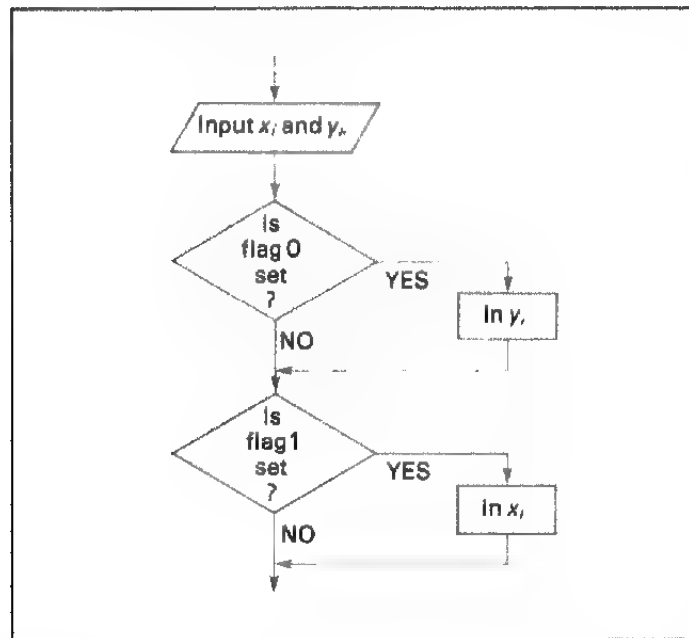 Input xᵢ and yᵢ.
Is
flag 0
set
?
YES
ln yᵢ
NO
Is
flag 1
set
?
YES
ln xᵢ
NO